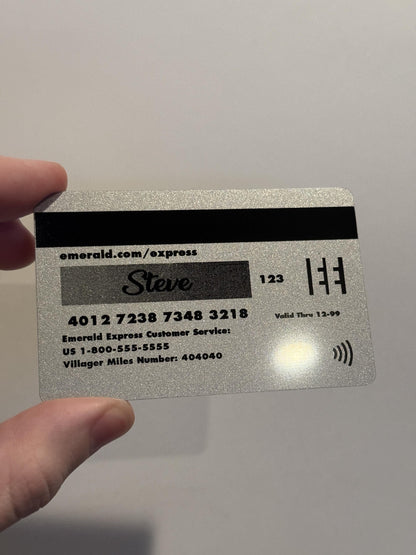 emerald.com/express
Steve
123
4012 7238 7348 3218
Valid Thru 12-99
Emerald Express Customer Service:
US 1-800-555-5555
Villager Miles Number: 404040